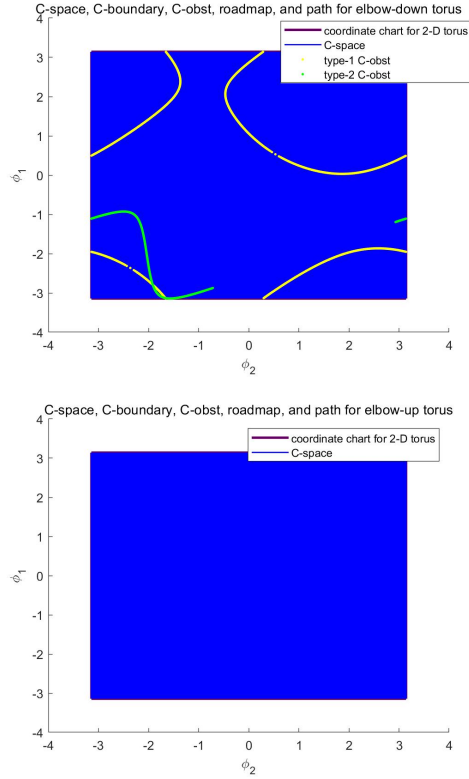 C-space, C-boundary, C-obst, roadmap, and path for elbow-down torus
coordinate chart for 2-D torus
C-space
type-1 C-obst
type-2 C-obst
4
3
2
1
0
-1
-2
-3
-4
ϕ1
-4 -3 -2 -1 0 1 2 3 4
ϕ2
C-space, C-boundary, C-obst, roadmap, and path for elbow-up torus
coordinate chart for 2-D torus
C-space
4
3
2
1
0
-1
-2
-3
-4
ϕ1
-4 -3 -2 -1 0 1 2 3 4
ϕ2